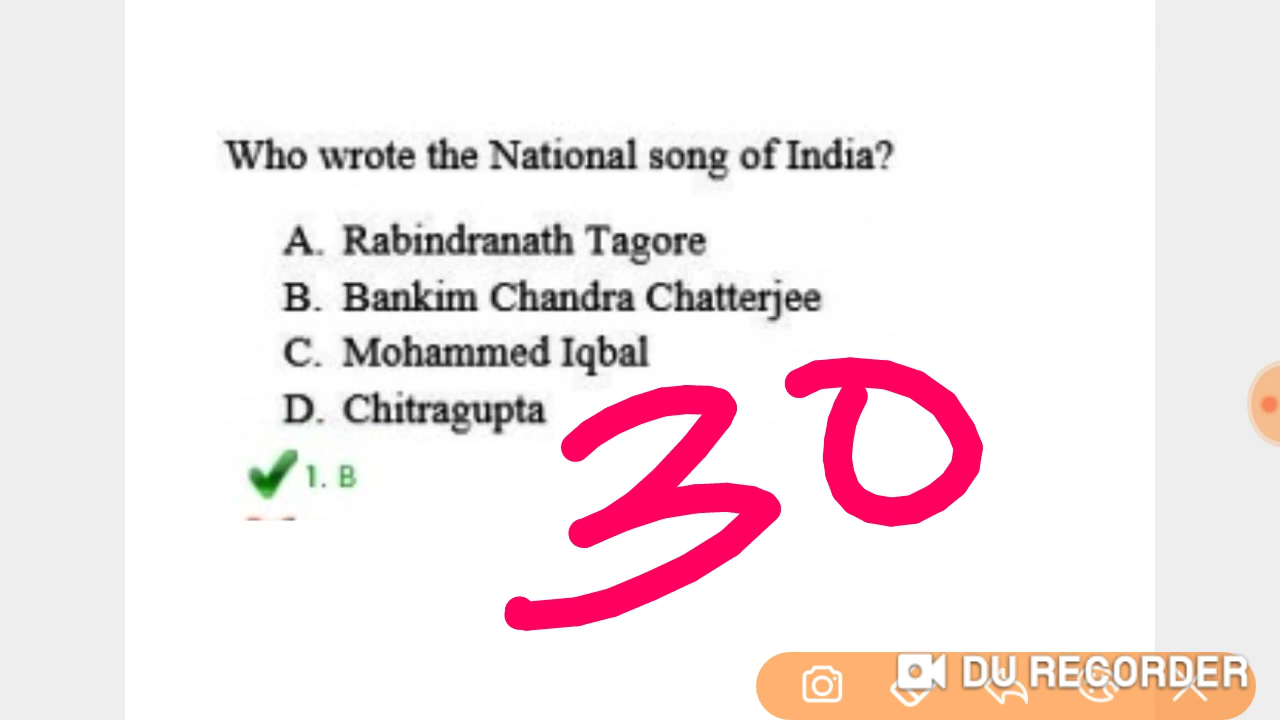 Who wrote the National song of India?
A. Rabindranath Tagore
B. Bankim Chandra Chatterjee
C. Mohammed Iqbal
D. Chitragupta
1. B
30
DU RECORDER